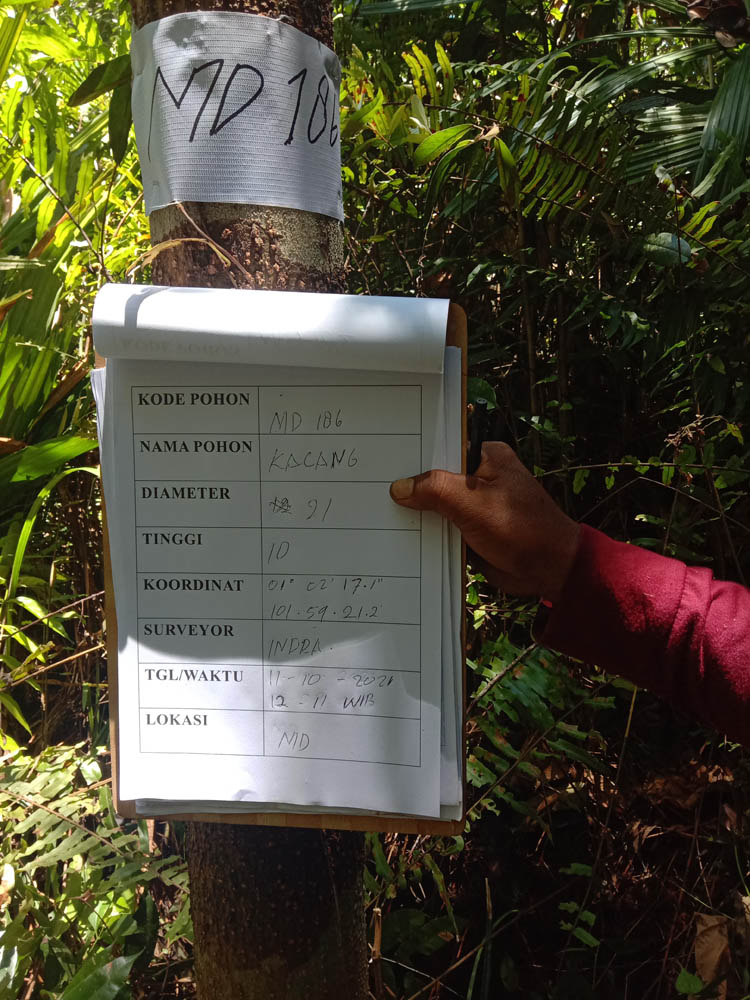 MD 186
KODE POHON MD 186
NAMA POHON KACANG
DIAMETER 91
TINGGI 10
KOORDINAT 01° 02' 17.1"
101.59.21.2
SURVEYOR INDRA.
TGL/WAKTU 11-10-2021
12-11 WIB
LOKASI MD